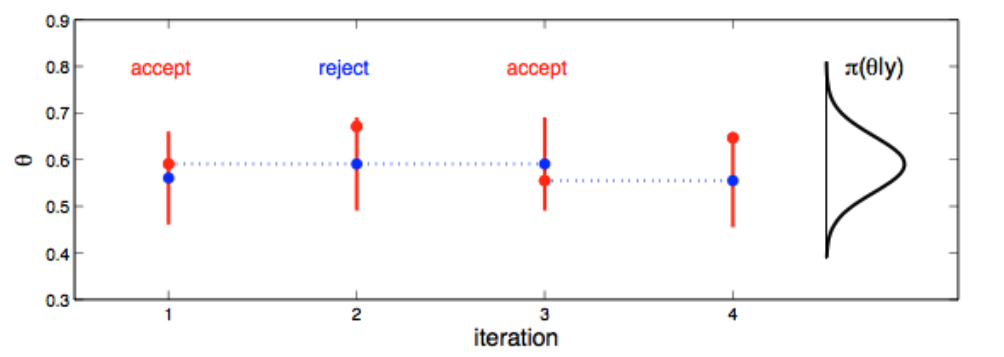 0.9
0.8
0.7
0.6
0.5
0.4
0.3
θ
accept
reject
accept
π(θ|y)
1 2 3 4
iteration